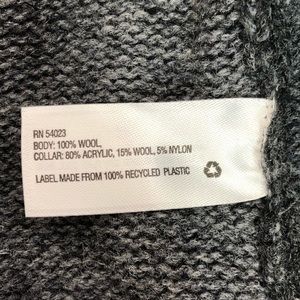 RN 54023
BODY: 100% WOOL,
COLLAR: 80% ACRYLIC, 15% WOOL, 5% NYLON
LABEL MADE FROM 100% RECYCLED PLASTIC